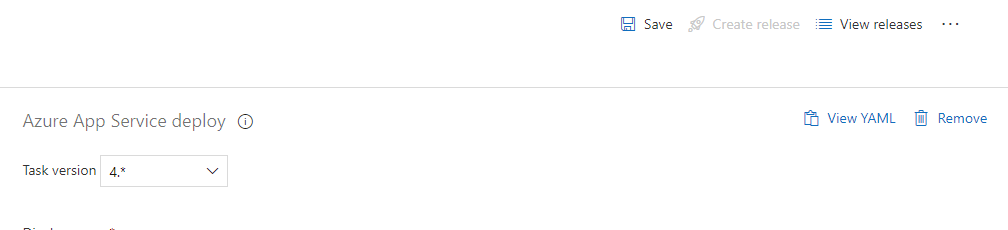 Save Create release View releases ...
Azure App Service deploy View YAML Remove
Task version 4.*